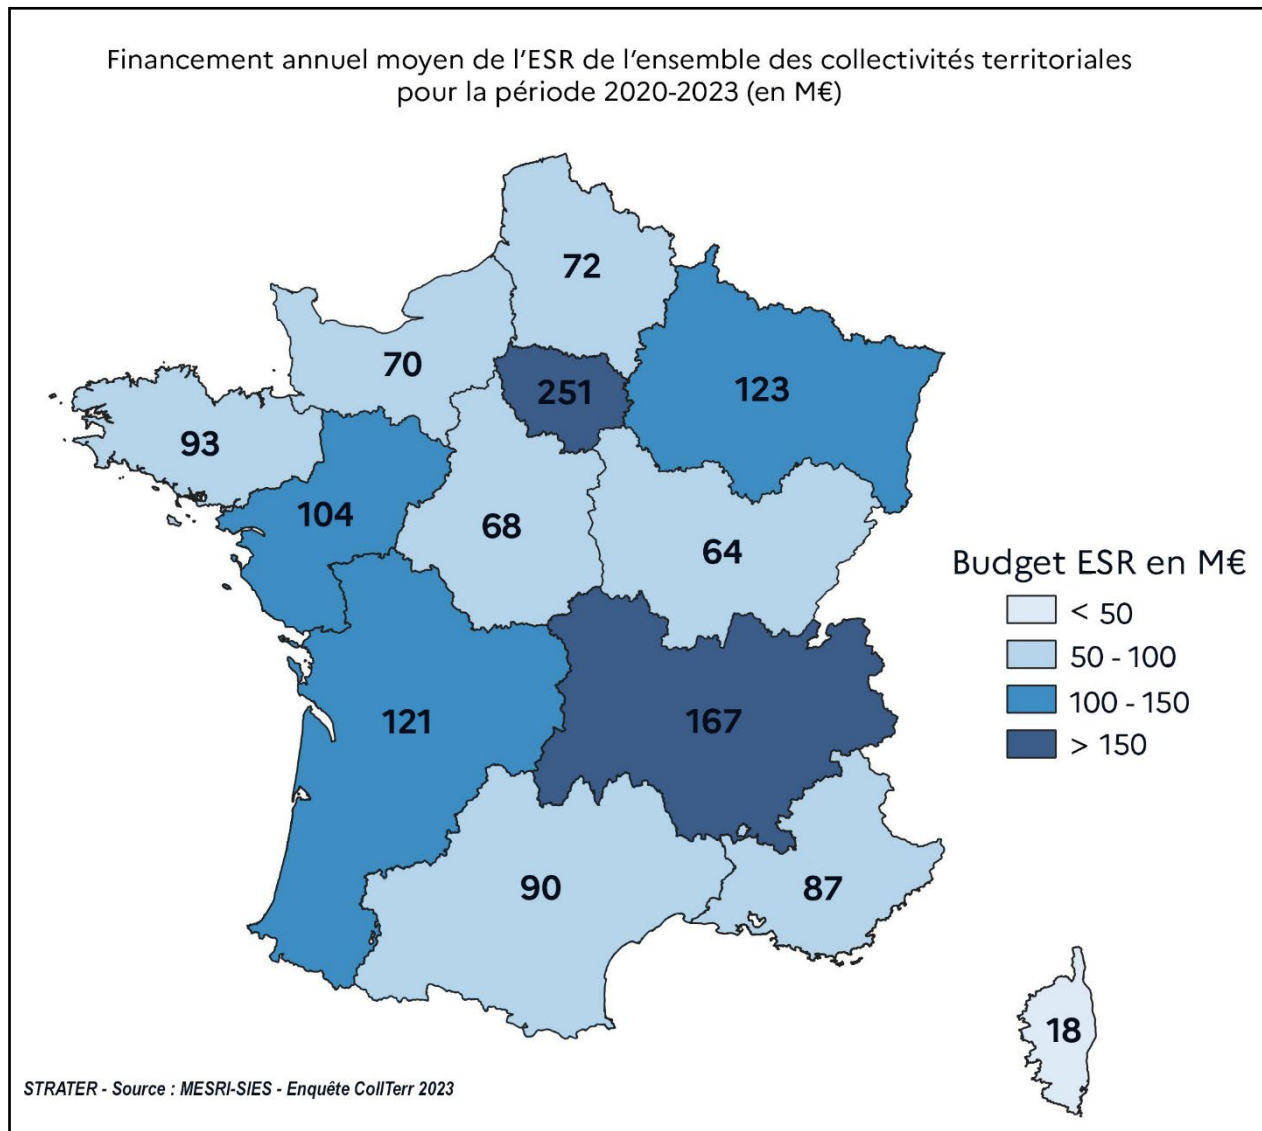 Financement annuel moyen de l'ESR de l'ensemble des collectivités territoriales
pour la période 2020-2023 (en M€)
72
70
251
123
93
104
68
64
Budget ESR en M€
< 50
50 - 100
100 - 150
> 150
121
167
90
87
18
STRATER - Source : MESRI-SIES - Enquête CollTerr 2023